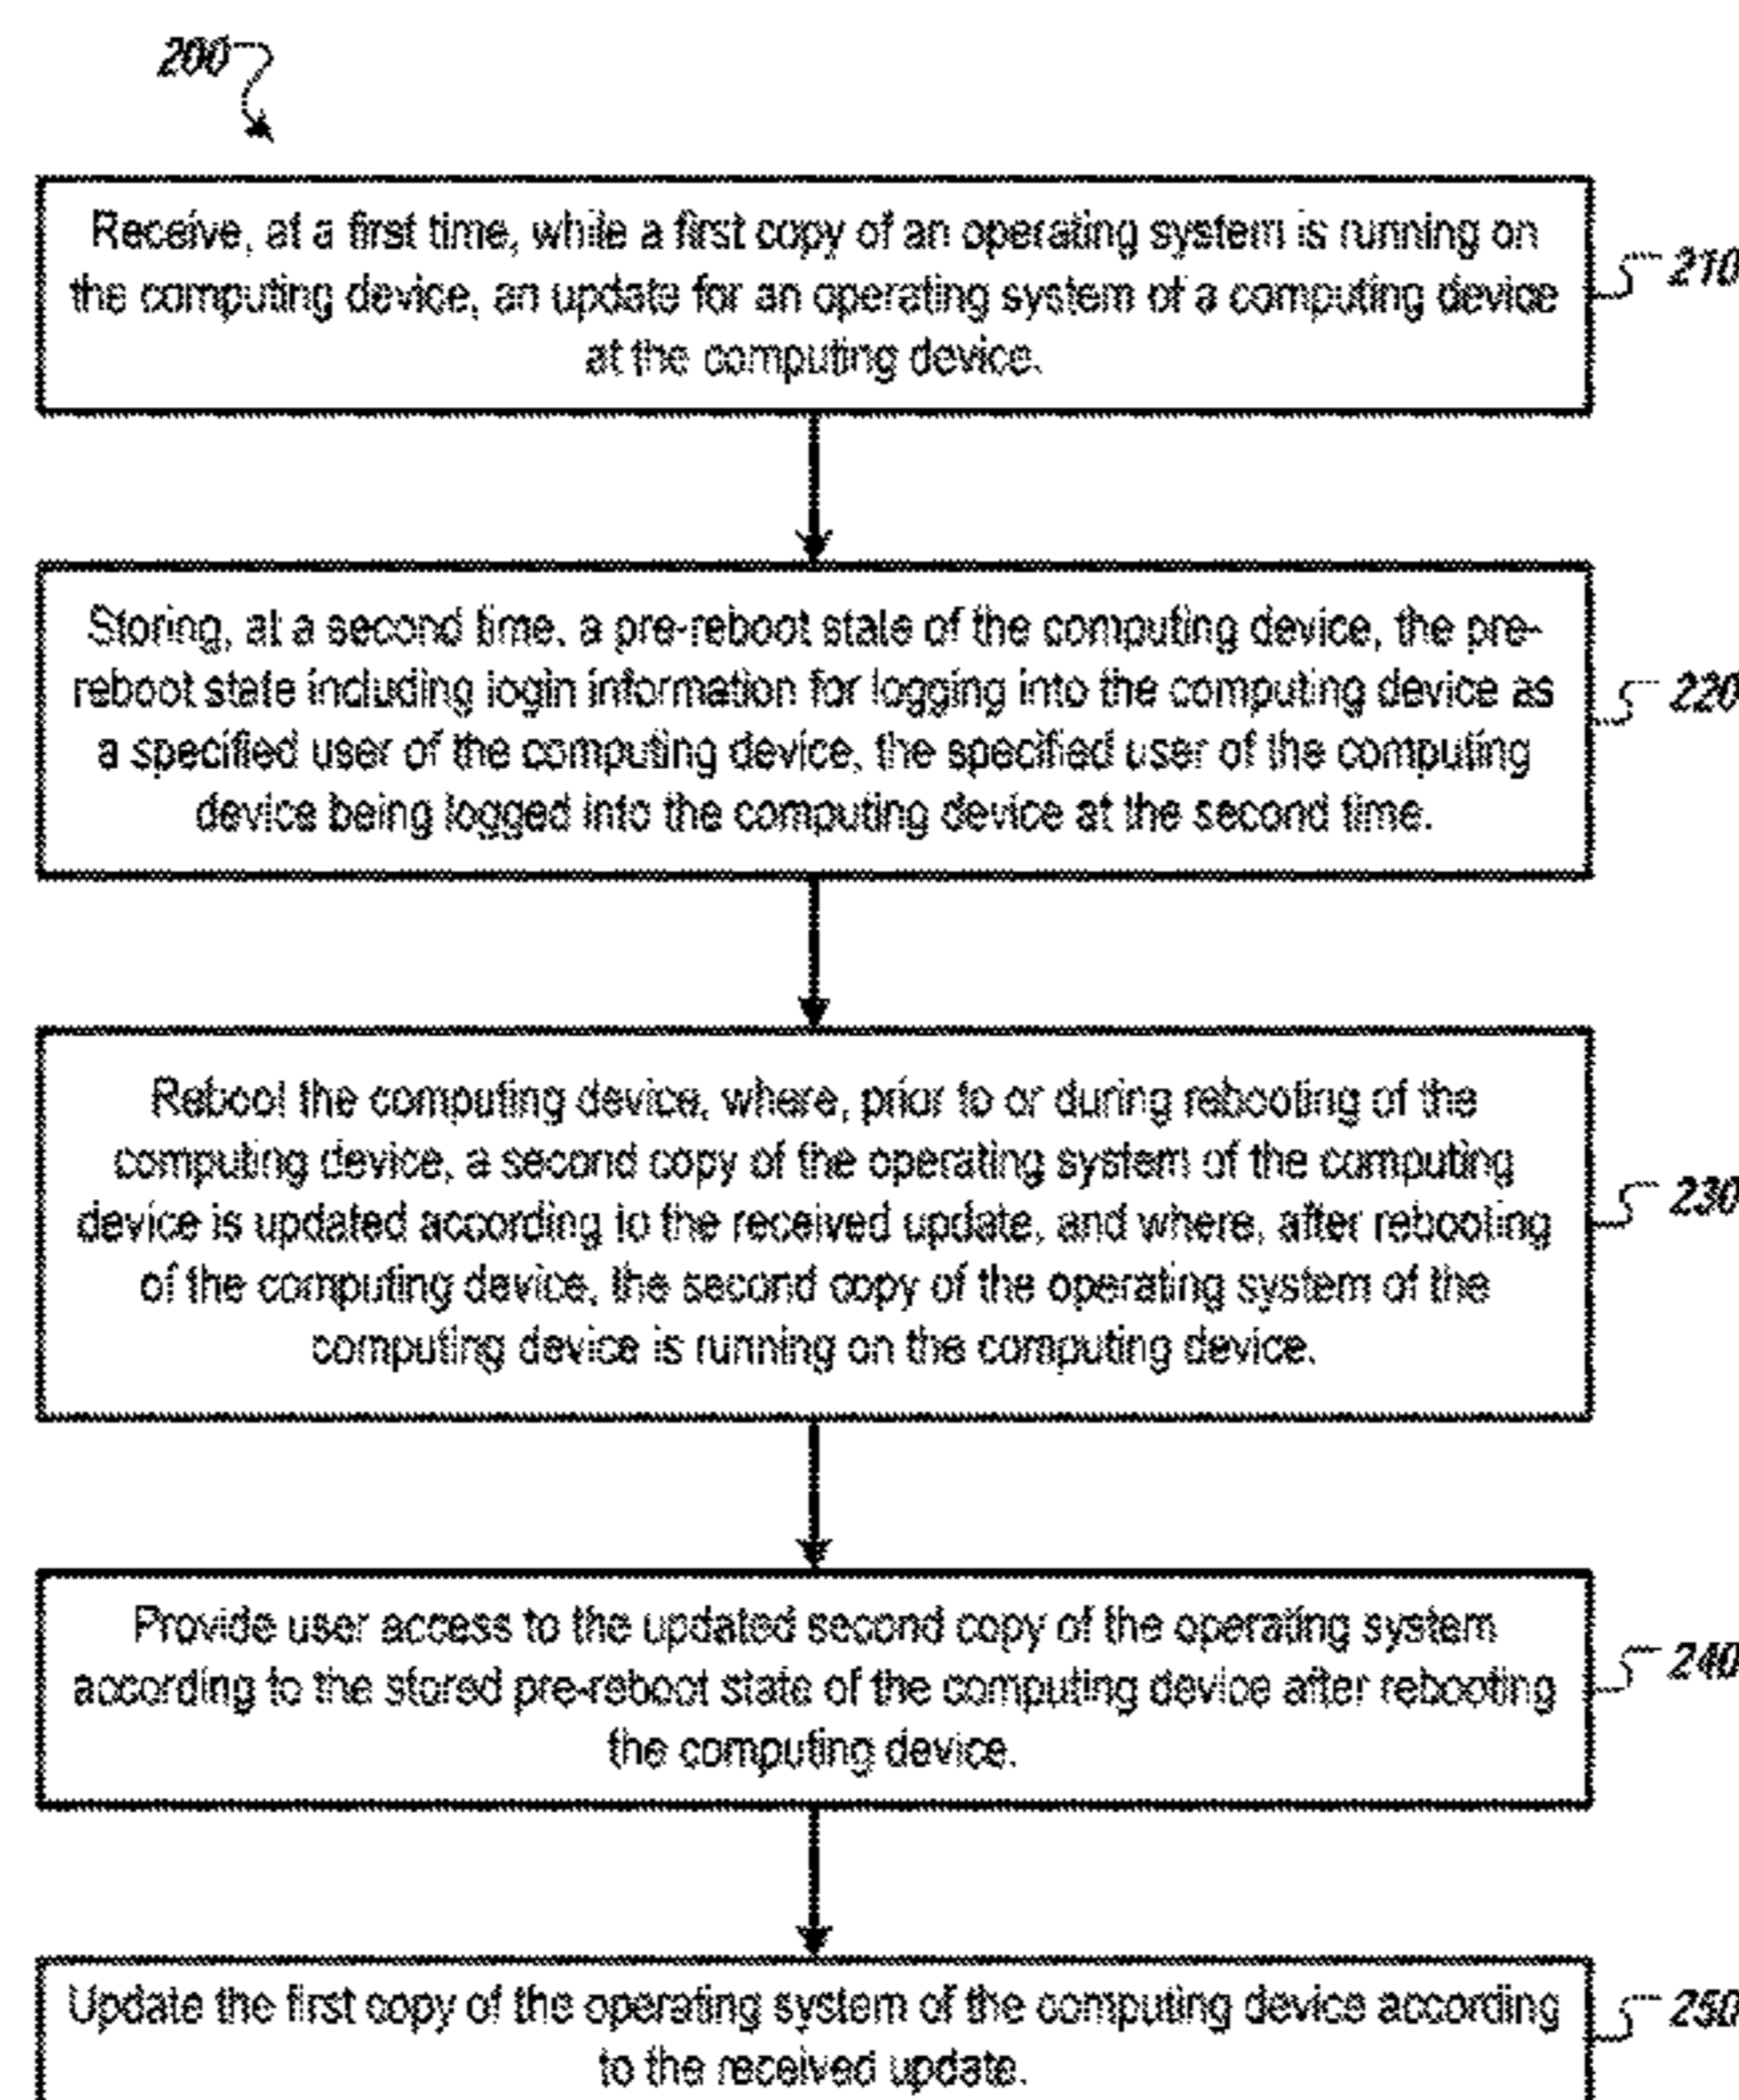 200
Receive, at a first time, while a first copy of an operating system is running on
the computing device, an update for an operating system of a computing device
at the computing device.
210
Storing, at a second time, a pre-reboot state of the computing device, the pre-
reboot state including login information for logging into the computing device as
a specified user of the computing device, the specified user of the computing
device being logged into the computing device at the second time.
220
Reboot the computing device, where, prior to or during rebooting of the
computing device, a second copy of the operating system of the computing
device is updated according to the received update, and where, after rebooting
of the computing device, the second copy of the operating system of the
computing device is running on the computing device.
230
Provide user access to the updated second copy of the operating system
according to the stored pre-reboot state of the computing device after rebooting
the computing device.
240
Update the first copy of the operating system of the computing device according
to the received update.
250